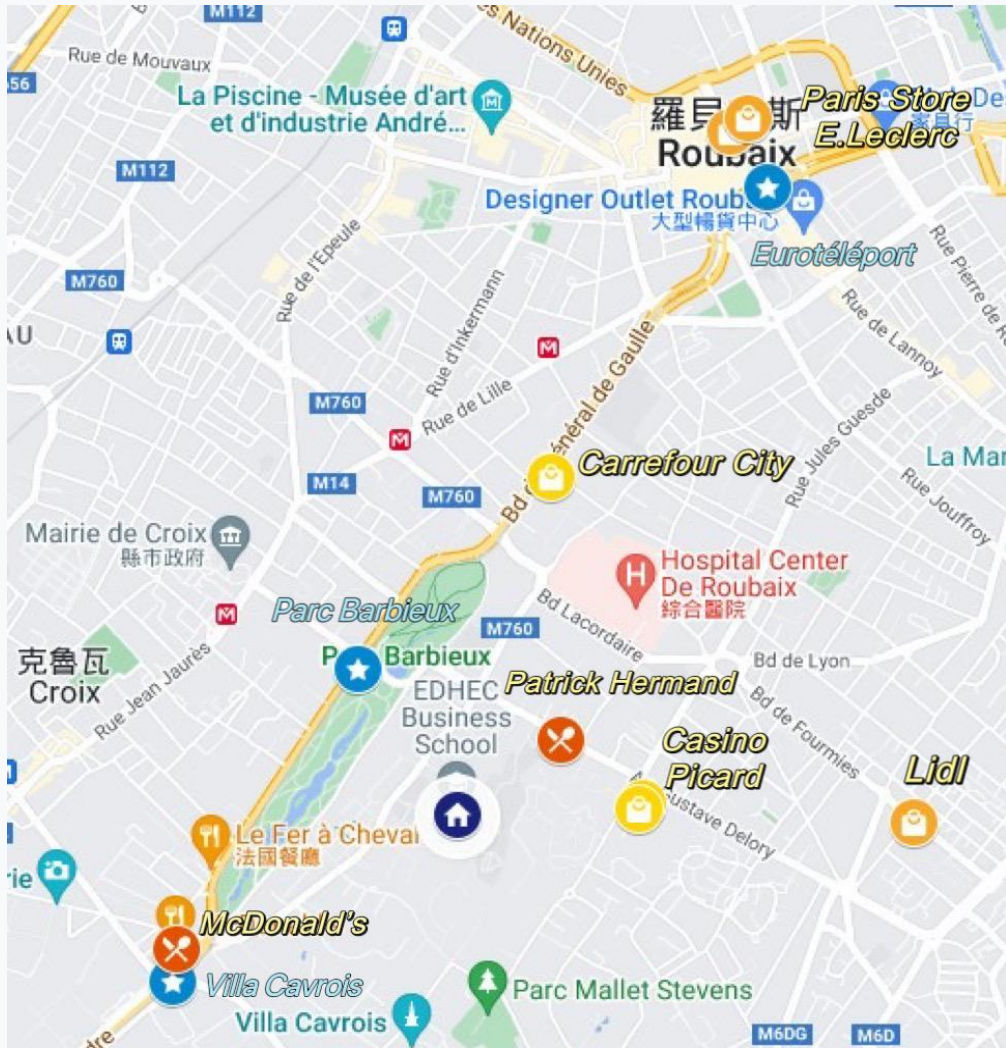 M112
Rue de Mouvaux
es Nations Unies
La Piscine - Musée d'art
et d'industrie André...
Paris Store
E.Leclerc
家具行
Roubaix
M112
Designer Outlet Roub
大型暢貨中心
Eurotéléport
M760
Rue de l'Epeule
Rue d'Inkermann
Rue Pierre de
Rue de Lannoy
M
Bd du Général de Gaulle
Rue de Lille
M760
M
Rue Jules Guesde
La Mar
Carrefour City
M14
M760
Rue Jouffroy
Mairie de Croix
縣市政府
H
Hospital Center
De Roubaix
綜合醫院
Parc Barbieux
Bd Lacordaire
M
M760
克魯瓦
Croix
Barbieux
Bd de Lyon
Rue Jean Jaurès
EDHEC
Business
School
Patrick Hermand
Bd de Fourmies
Casino
Picard
Lidl
Gustave Delory
Le Fer à Cheval
法國餐廳
McDonald's
Villa Cavrois
Parc Mallet Stevens
Villa Cavrois
M6DG
M6D